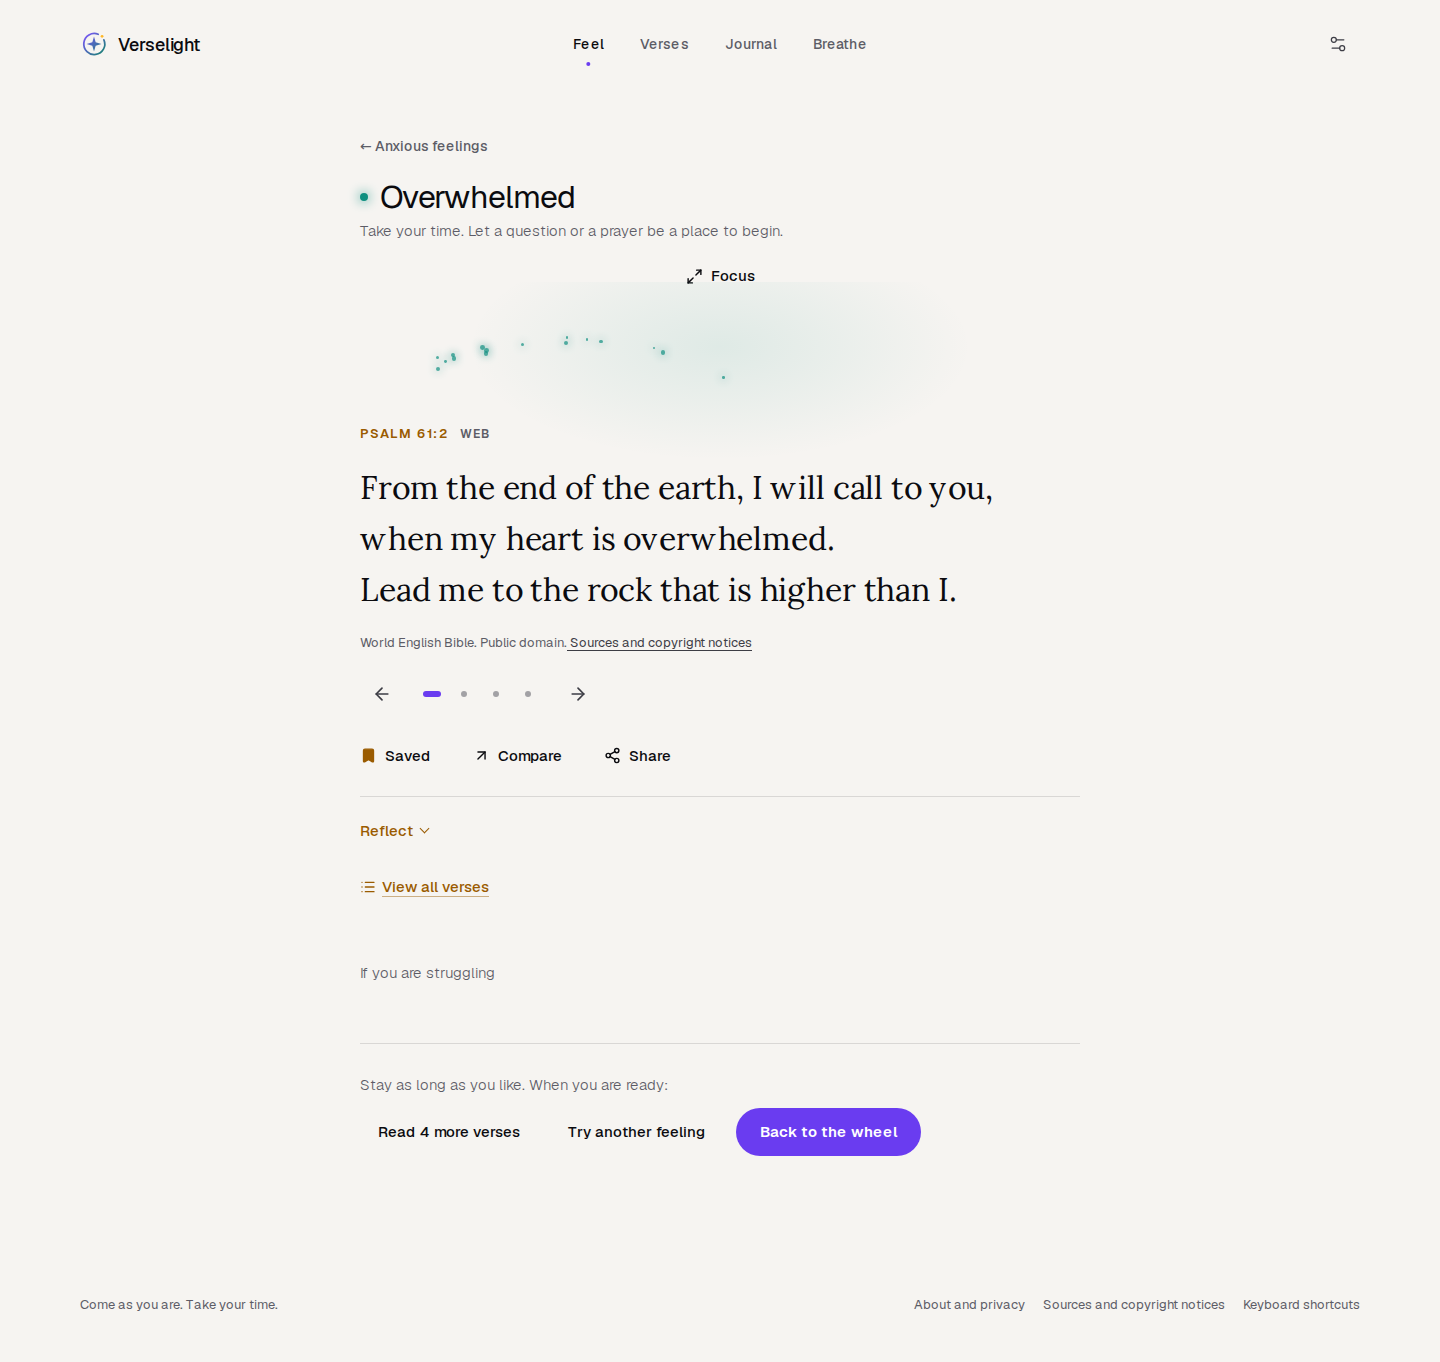 Verselight
Feel Verses Journal Breathe
← Anxious feelings
Overwhelmed
Take your time. Let a question or a prayer be a place to begin.
Focus
PSALM 61:2 WEB
From the end of the earth, I will call to you,
when my heart is overwhelmed.
Lead me to the rock that is higher than I.
World English Bible. Public domain. Sources and copyright notices
Saved Compare Share
Reflect
View all verses
If you are struggling
Stay as long as you like. When you are ready:
Read 4 more verses Try another feeling Back to the wheel
Come as you are. Take your time. About and privacy Sources and copyright notices Keyboard shortcuts